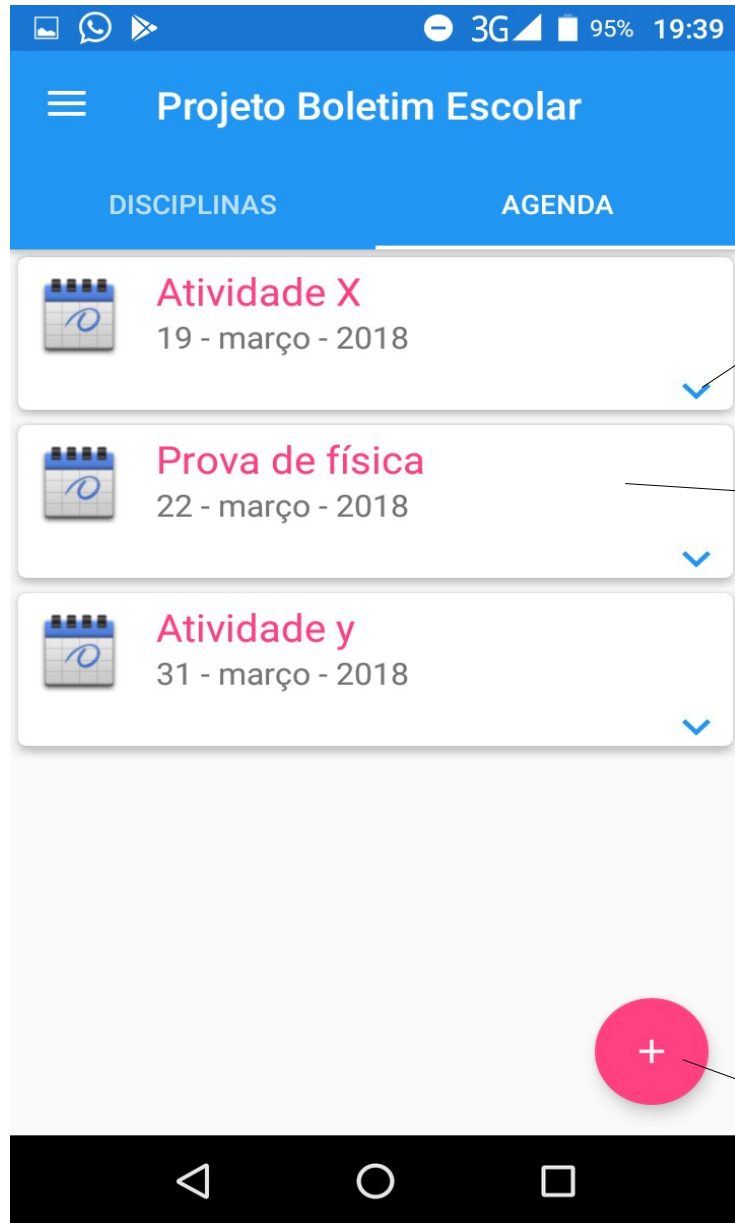 3G 95% 19:39
Projeto Boletim Escolar
DISCIPLINAS AGENDA
Atividade X
19 - março - 2018
Prova de física
22 - março - 2018
Atividade y
31 - março - 2018
+